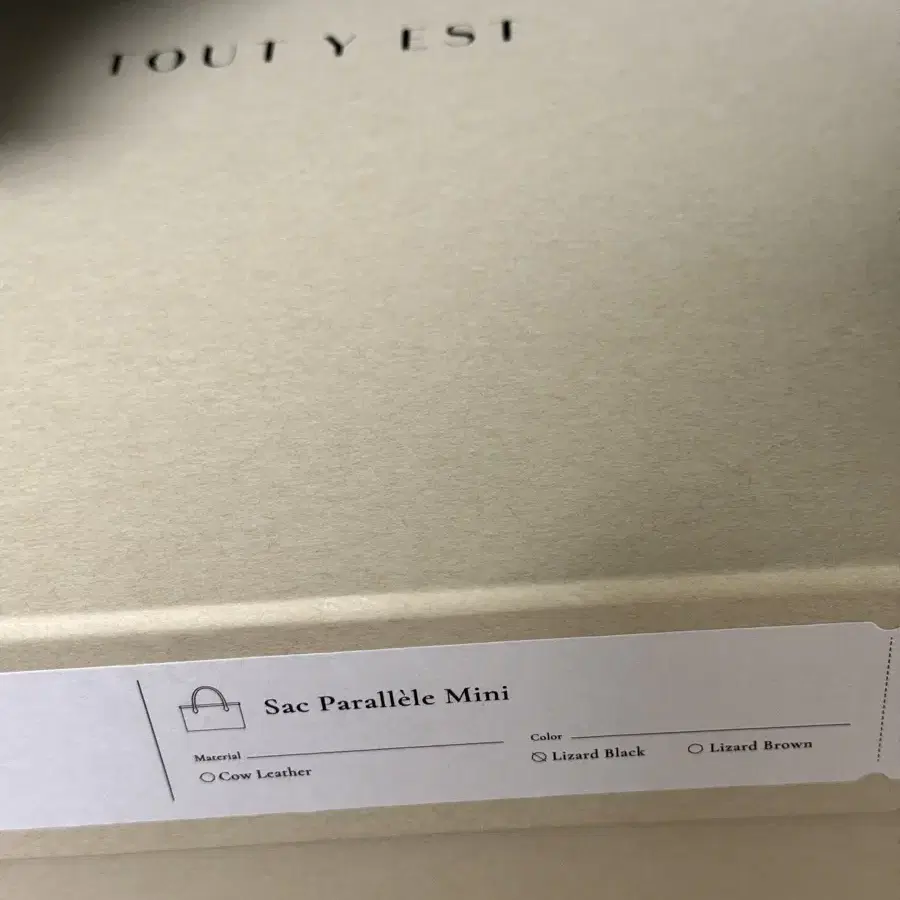 TOUT Y EST
Sac Parallèle Mini
Material
Cow Leather
Color
Lizard Black Lizard Brown